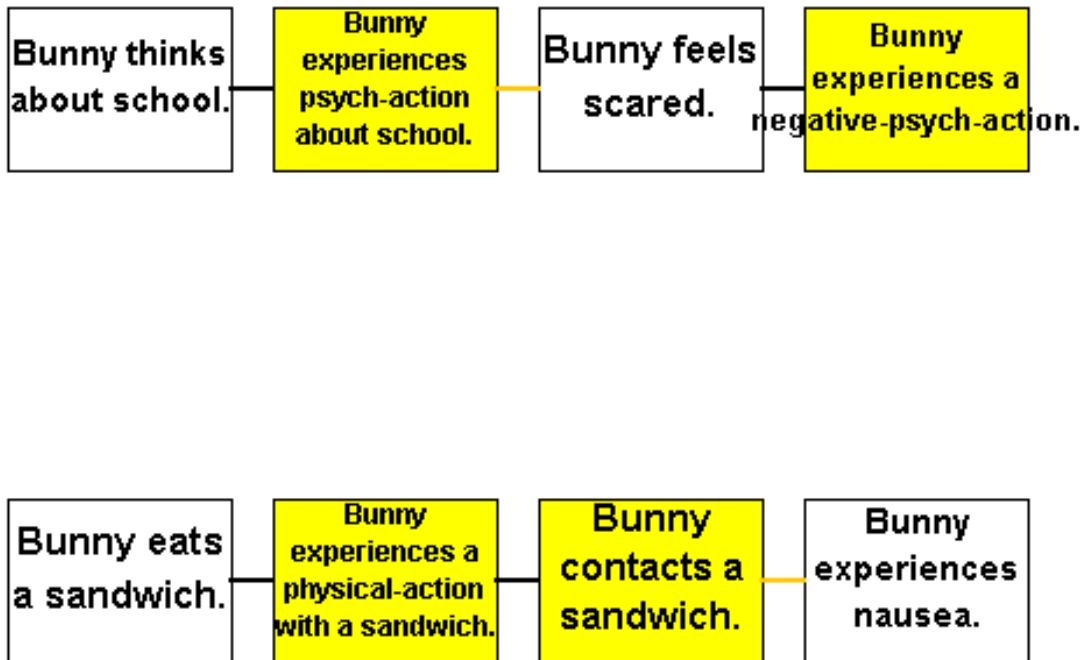 Bunny thinks
about school.
Bunny
experiences
psych-action
about school.
Bunny feels
scared.
Bunny
experiences a
negative-psych-action.
Bunny eats
a sandwich.
Bunny
experiences a
physical-action
with a sandwich.
Bunny
contacts a
sandwich.
Bunny
experiences
nausea.